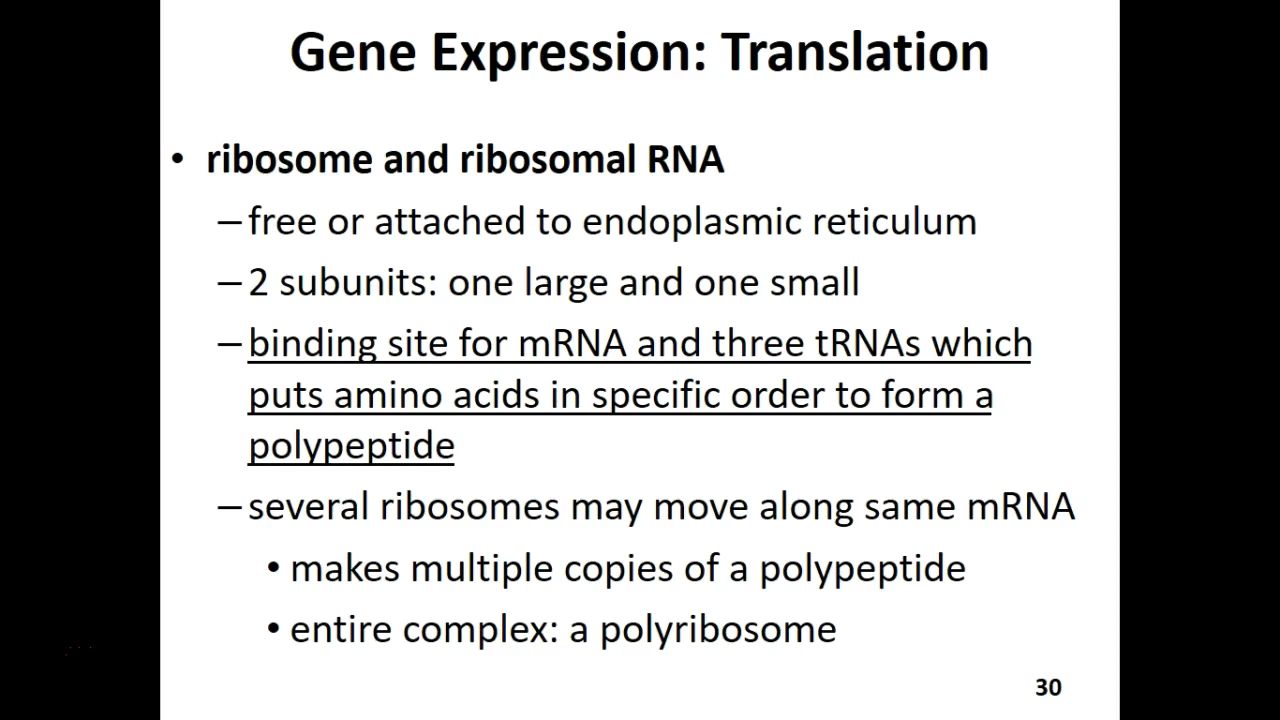 Gene Expression: Translation
• ribosome and ribosomal RNA
– free or attached to endoplasmic reticulum
– 2 subunits: one large and one small
– binding site for mRNA and three tRNAs which
puts amino acids in specific order to form a
polypeptide
– several ribosomes may move along same mRNA
• makes multiple copies of a polypeptide
• entire complex: a polyribosome
30